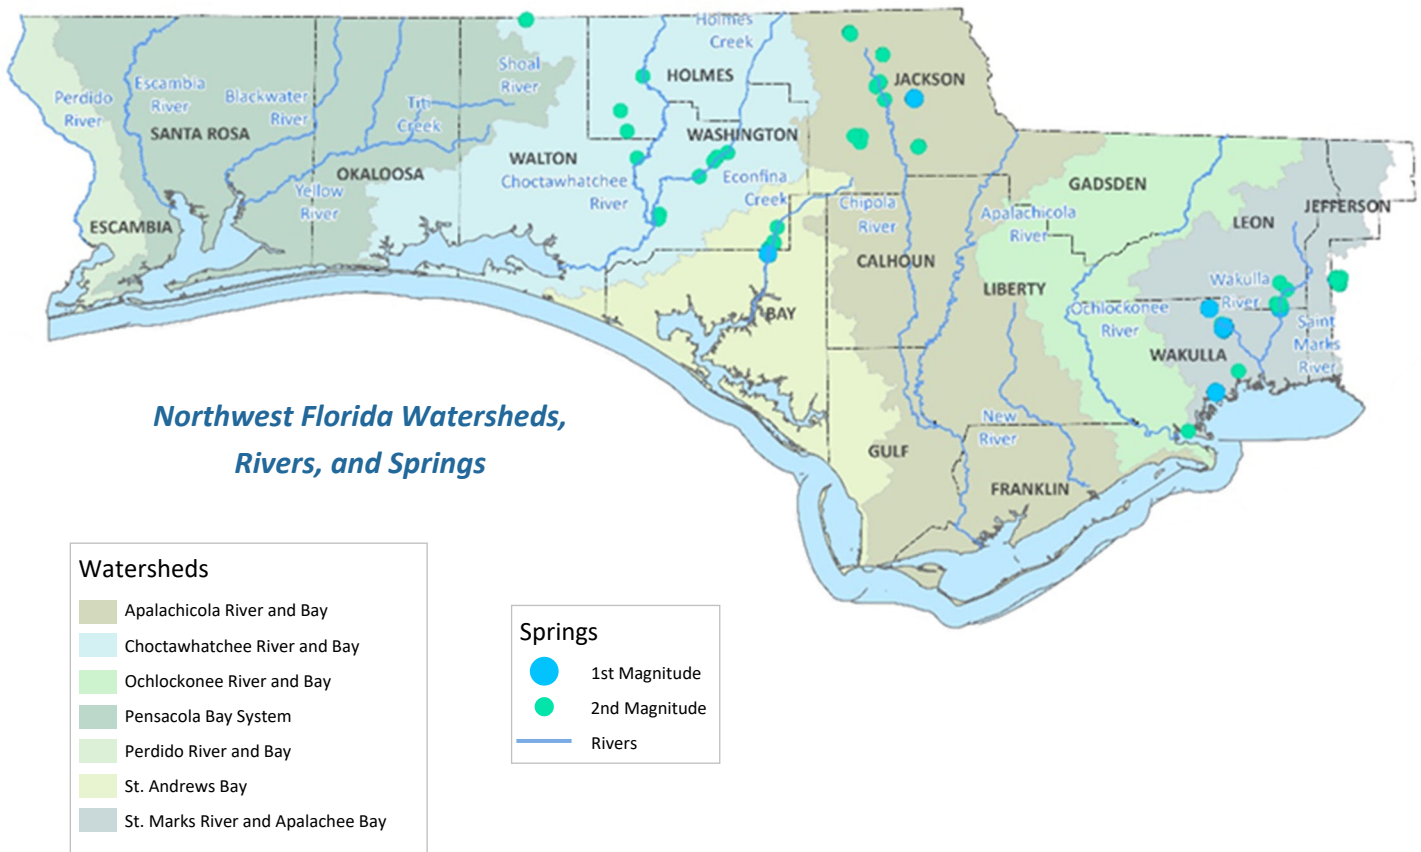 Holmes
Creek
Shoal
River
HOLMES
JACKSON
Perdido
River
Escambia
River
Blackwater
River
Titi
Creek
SANTA ROSA
WASHINGTON
WALTON
OKALOOSA
Choctawhatchee
River
Econfina
Creek
GADSDEN
Yellow
River
ESCAMBIA
Chipola
River
Apalachicola
River
LEON
JEFFERSON
CALHOUN
LIBERTY
Wakulla
River
Ochlockonee
River
BAY
Saint
Marks
River
WAKULLA
Northwest Florida Watersheds,
Rivers, and Springs
New
River
GULF
FRANKLIN
Watersheds
Apalachicola River and Bay
Choctawhatchee River and Bay
Ochlockonee River and Bay
Pensacola Bay System
Perdido River and Bay
St. Andrews Bay
St. Marks River and Apalachee Bay
Springs
1st Magnitude
2nd Magnitude
Rivers